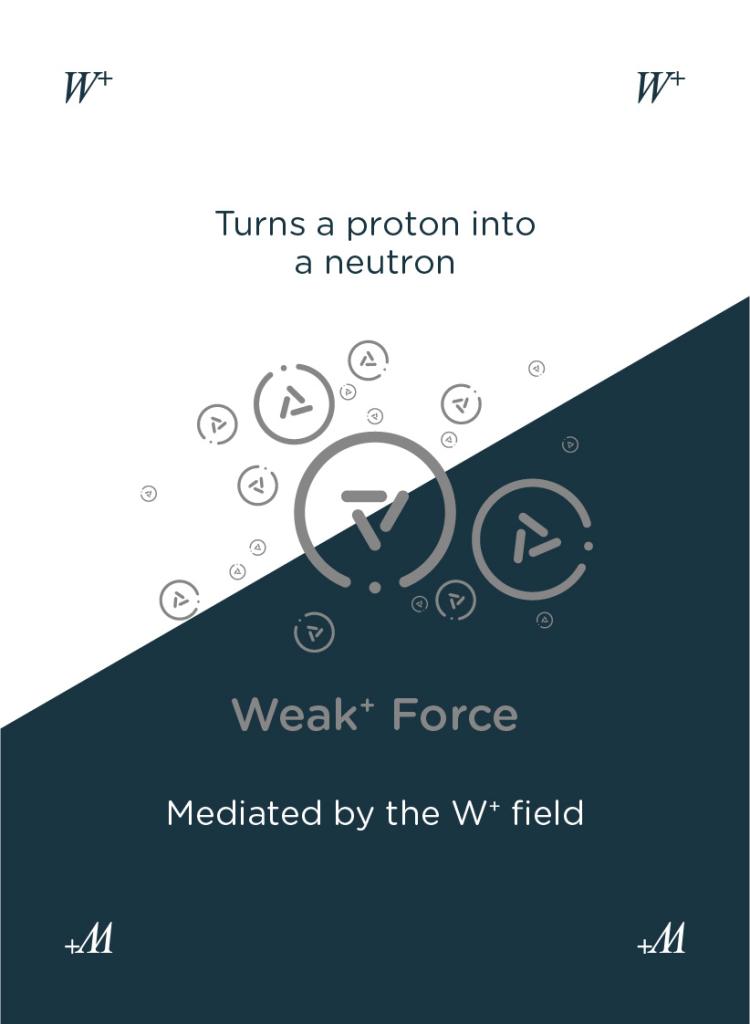 W⁺ W⁺
Turns a proton into
a neutron
Weak⁺ Force
Mediated by the W⁺ field
W⁺ W⁺